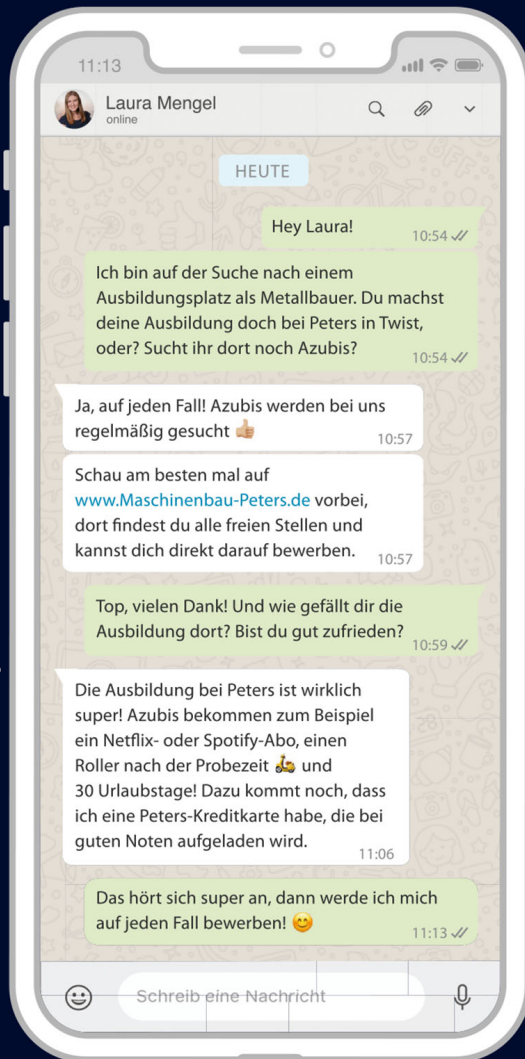 11:13
Laura Mengel
online
HEUTE
Hey Laura!
10:54
Ich bin auf der Suche nach einem
Ausbildungsplatz als Metallbauer. Du machst
deine Ausbildung doch bei Peters in Twist,
oder? Sucht ihr dort noch Azubis?
10:54
Ja, auf jeden Fall! Azubis werden bei uns
regelmäßig gesucht 👍🏼
10:57
Schau am besten mal auf
www.Maschinenbau-Peters.de vorbei,
dort findest du alle freien Stellen und
kannst dich direkt darauf bewerben.
10:57
Top, vielen Dank! Und wie gefällt dir die
Ausbildung dort? Bist du gut zufrieden?
10:59
Die Ausbildung bei Peters ist wirklich
super! Azubis bekommen zum Beispiel
ein Netflix- oder Spotify-Abo, einen
Roller nach der Probezeit 🛵 und
30 Urlaubstage! Dazu kommt noch, dass
ich eine Peters-Kreditkarte habe, die bei
guten Noten aufgeladen wird.
11:06
Das hört sich super an, dann werde ich mich
auf jeden Fall bewerben! 😊
11:13
Schreib eine Nachricht